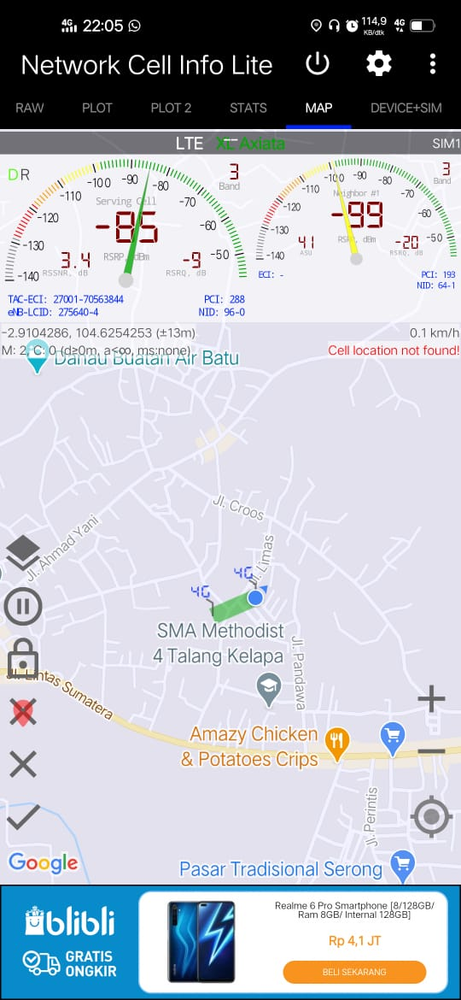 4G 22:05 114,9 KB/dtk 4G
Network Cell Info Lite
RAW PLOT PLOT 2 STATS MAP DEVICE+SIM
LTE XL Axiata SIM1
DR
-140 -130 -120 -110 -100 -90 -80 -70 -60 -50
Serving Cell
-85
RSRP, dBm
3.4
RSSNR, dB
-9
RSRQ, dB
3
Band
TAC-ECI: 27001-70563844 PCI: 288
eNB-LCID: 275640-4 NID: 96-0
-140 -130 -120 -110 -100 -90 -80 -70 -60 -50
Neighbor #1
-99
RSRP, dBm
41
ASU
-20
RSRQ, dB
3
Band
ECI: - PCI: 193
NID: 64-1
-2.9104286, 104.6254253 (±13m) 0.1 km/h
M: 2, C: 0 (d≥0m, a<∞, ms:none) Cell location not found!
Danau Buatan Air Batu
Jl. Croos
Jl. Ahmad Yani
Jl. Limas
4G
4G
SMA Methodist
4 Talang Kelapa
Jl. Pandawa
Jl. Lintas Sumatera
Amazy Chicken
& Potatoes Crips
Jl. Perintis
Google
Pasar Tradisional Serong
blibli
GRATIS
ONGKIR
Realme 6 Pro Smartphone [8/128GB/
Ram 8GB/ Internal 128GB]
Rp 4,1 JT
BELI SEKARANG